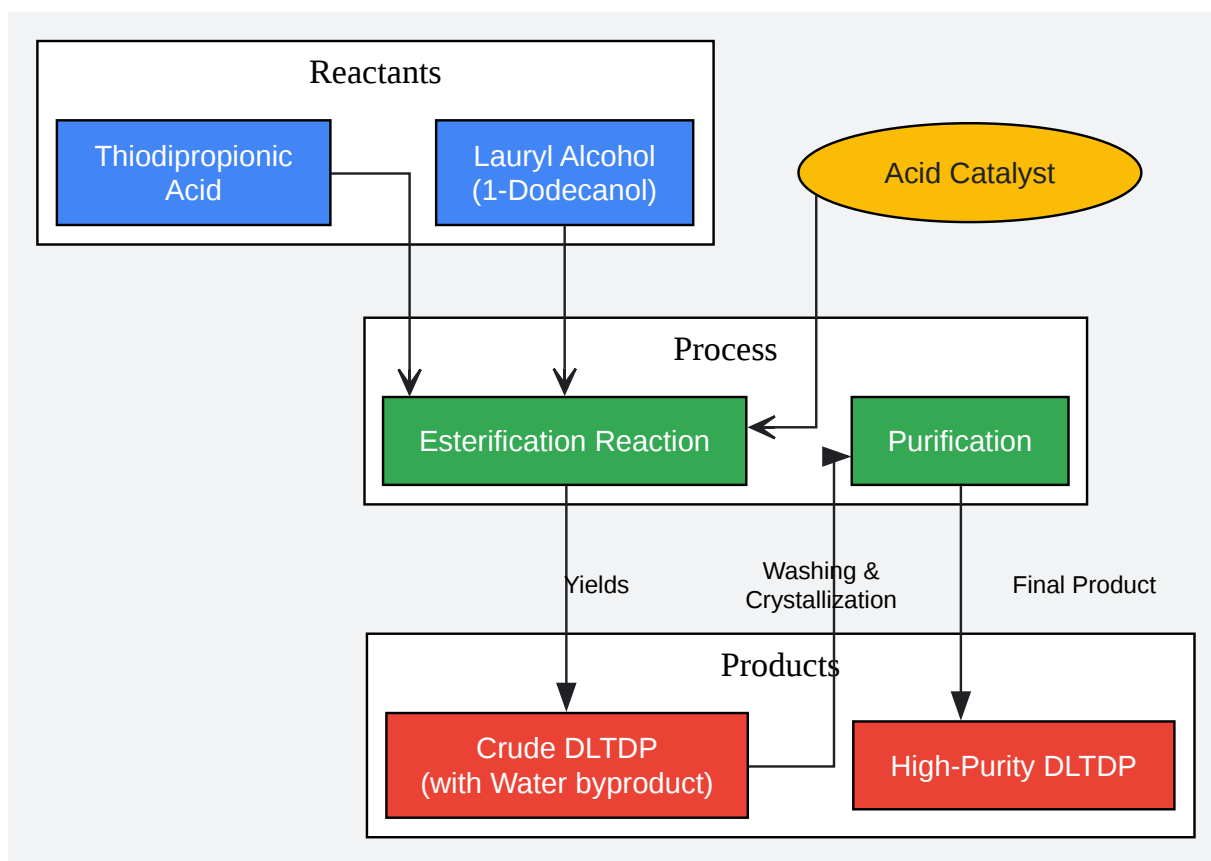 Reactants
Thiodipropionic
Acid
Lauryl Alcohol
(1-Dodecanol)
Acid Catalyst
Process
Esterification Reaction
Purification
Yields
Washing &
Crystallization
Final Product
Products
Crude DLTDP
(with Water byproduct)
High-Purity DLTDP